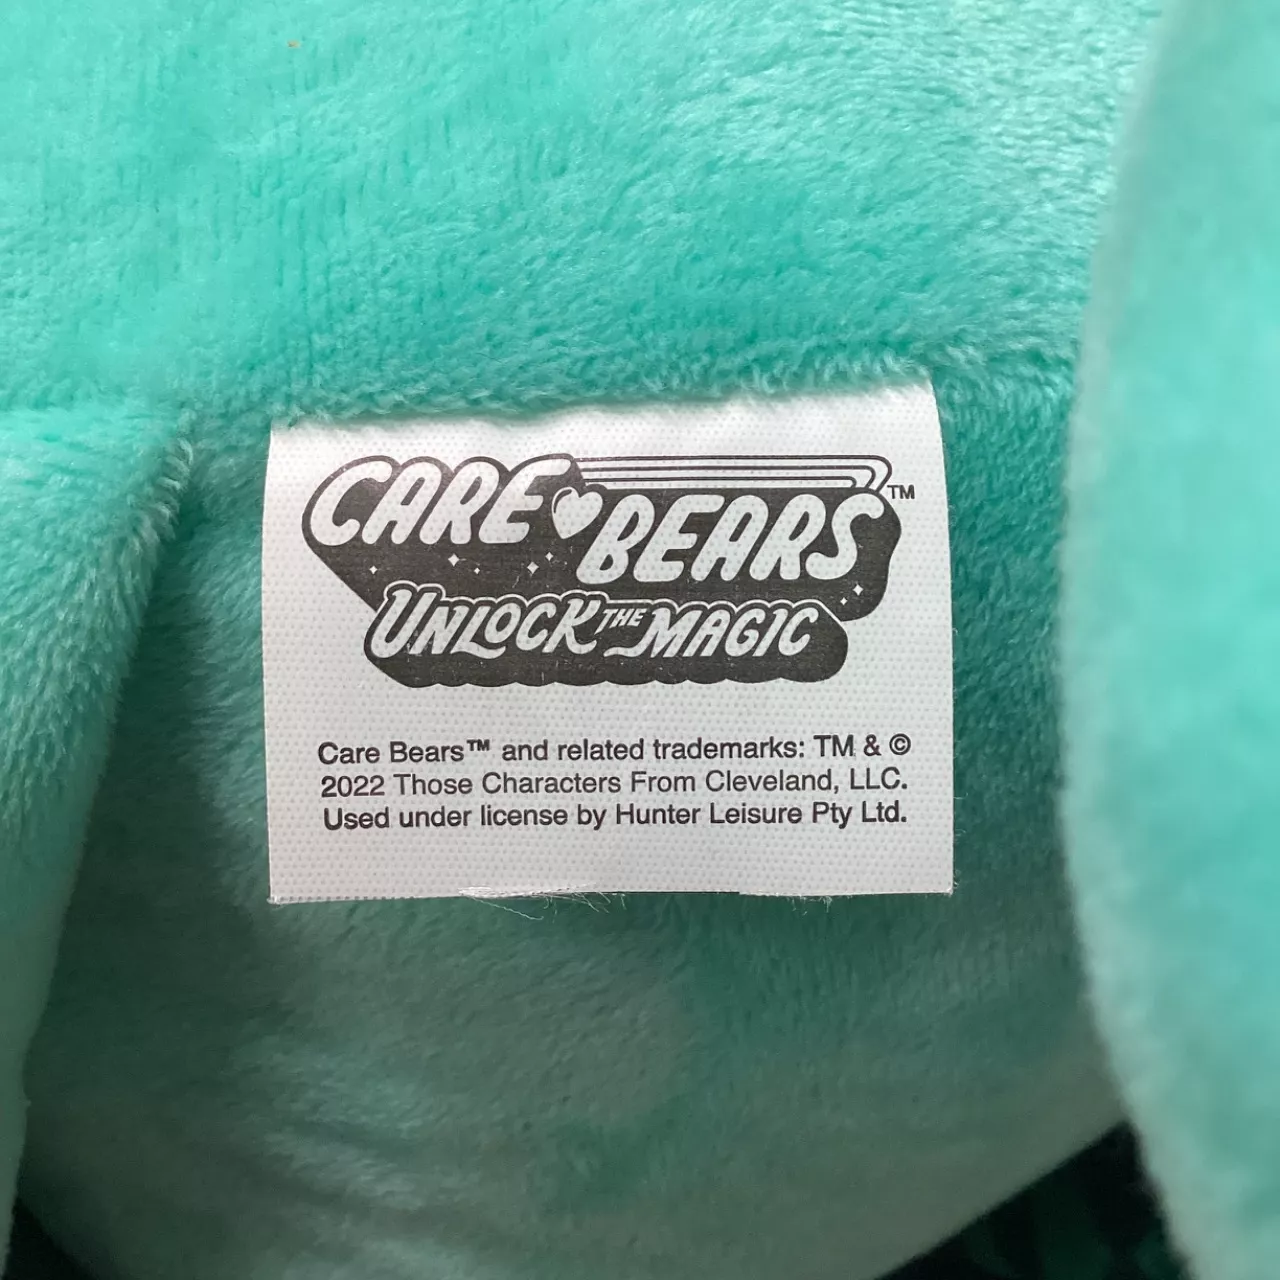 CARE BEARS™
UNLOCK THE MAGIC
Care Bears™ and related trademarks: TM & ©
2022 Those Characters From Cleveland, LLC.
Used under license by Hunter Leisure Pty Ltd.